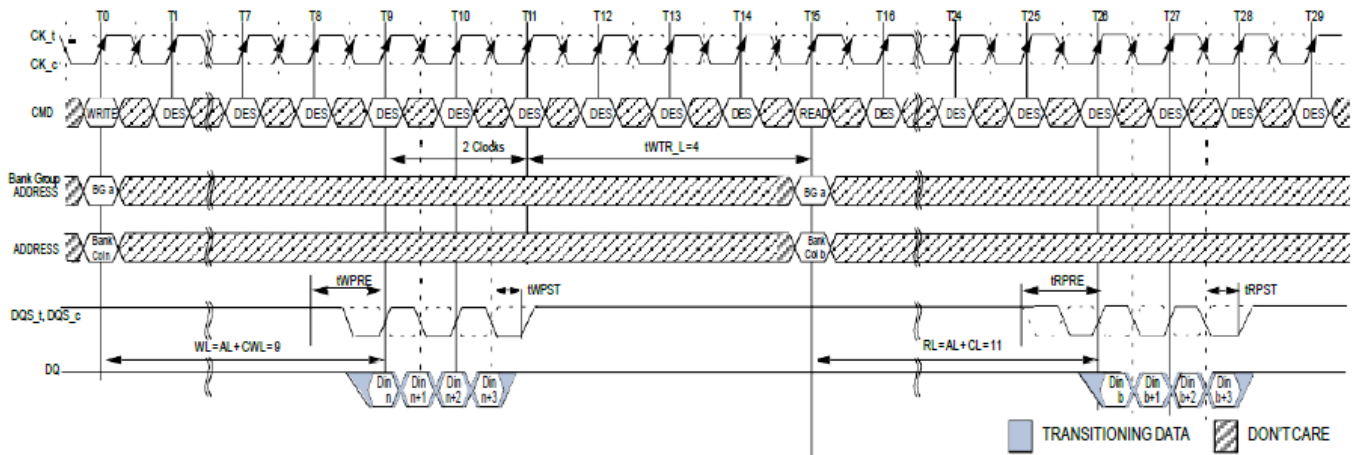 T0 T1 T7 T8 T9 T10 T11 T12 T13 T14 T15 T16 T24 T25 T26 T27 T28 T29
CK_t
CK_c
CMD WRITE DES DES DES DES DES DES DES DES DES READ DES DES DES DES DES DES DES
2 Clocks tWTR_L=4
Bank Group
ADDRESS BG a BG a
ADDRESS Bank Col n Bank Col b
tWPRE tWPST tRPRE tRPST
DQS_t, DQS_c
WL=AL+CWL=9 RL=AL+CL=11
DQ
Din Din Din Din Din Din Din Din
n n+1 n+2 n+3 b b+1 b+2 b+3
TRANSITIONING DATA DON'T CARE